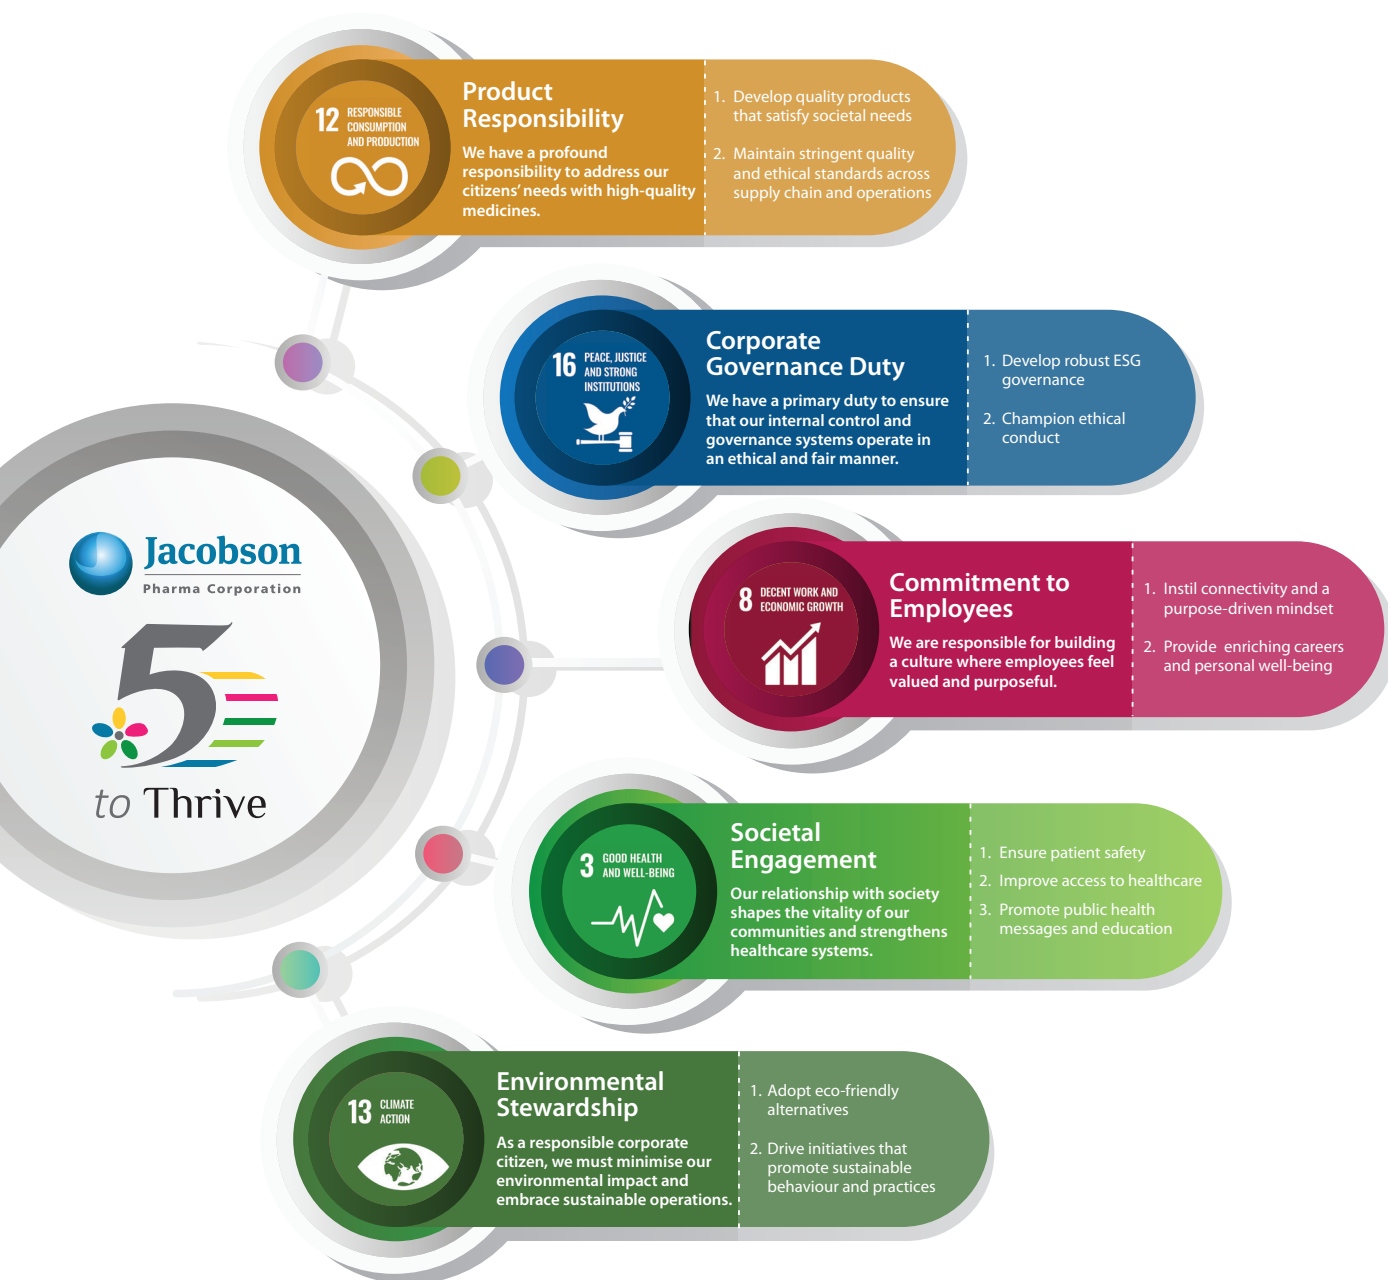 12 RESPONSIBLE
CONSUMPTION
AND PRODUCTION
Product
Responsibility
We have a profound
responsibility to address our
citizens' needs with high-quality
medicines.
1. Develop quality products
that satisfy societal needs
2. Maintain stringent quality
and ethical standards across
supply chain and operations
16 PEACE, JUSTICE
AND STRONG
INSTITUTIONS
Corporate
Governance Duty
We have a primary duty to ensure
that our internal control and
governance systems operate in
an ethical and fair manner.
1. Develop robust ESG
governance
2. Champion ethical
conduct
Jacobson
Pharma Corporation
5
to Thrive
8 DECENT WORK AND
ECONOMIC GROWTH
Commitment to
Employees
We are responsible for building
a culture where employees feel
valued and purposeful.
1. Instil connectivity and a
purpose-driven mindset
2. Provide enriching careers
and personal well-being
3 GOOD HEALTH
AND WELL-BEING
Societal
Engagement
Our relationship with society
shapes the vitality of our
communities and strengthens
healthcare systems.
1. Ensure patient safety
2. Improve access to healthcare
3. Promote public health
messages and education
13 CLIMATE
ACTION
Environmental
Stewardship
As a responsible corporate
citizen, we must minimise our
environmental impact and
embrace sustainable operations.
1. Adopt eco-friendly
alternatives
2. Drive initiatives that
promote sustainable
behaviour and practices